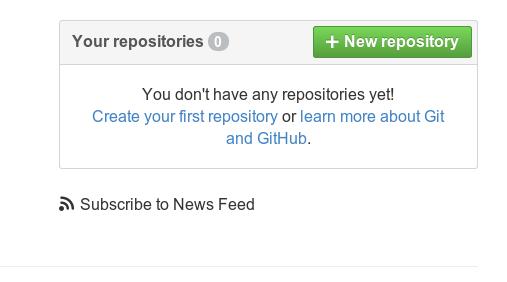 Your repositories 0
+ New repository
You don't have any repositories yet!
Create your first repository or learn more about Git
and GitHub.
Subscribe to News Feed